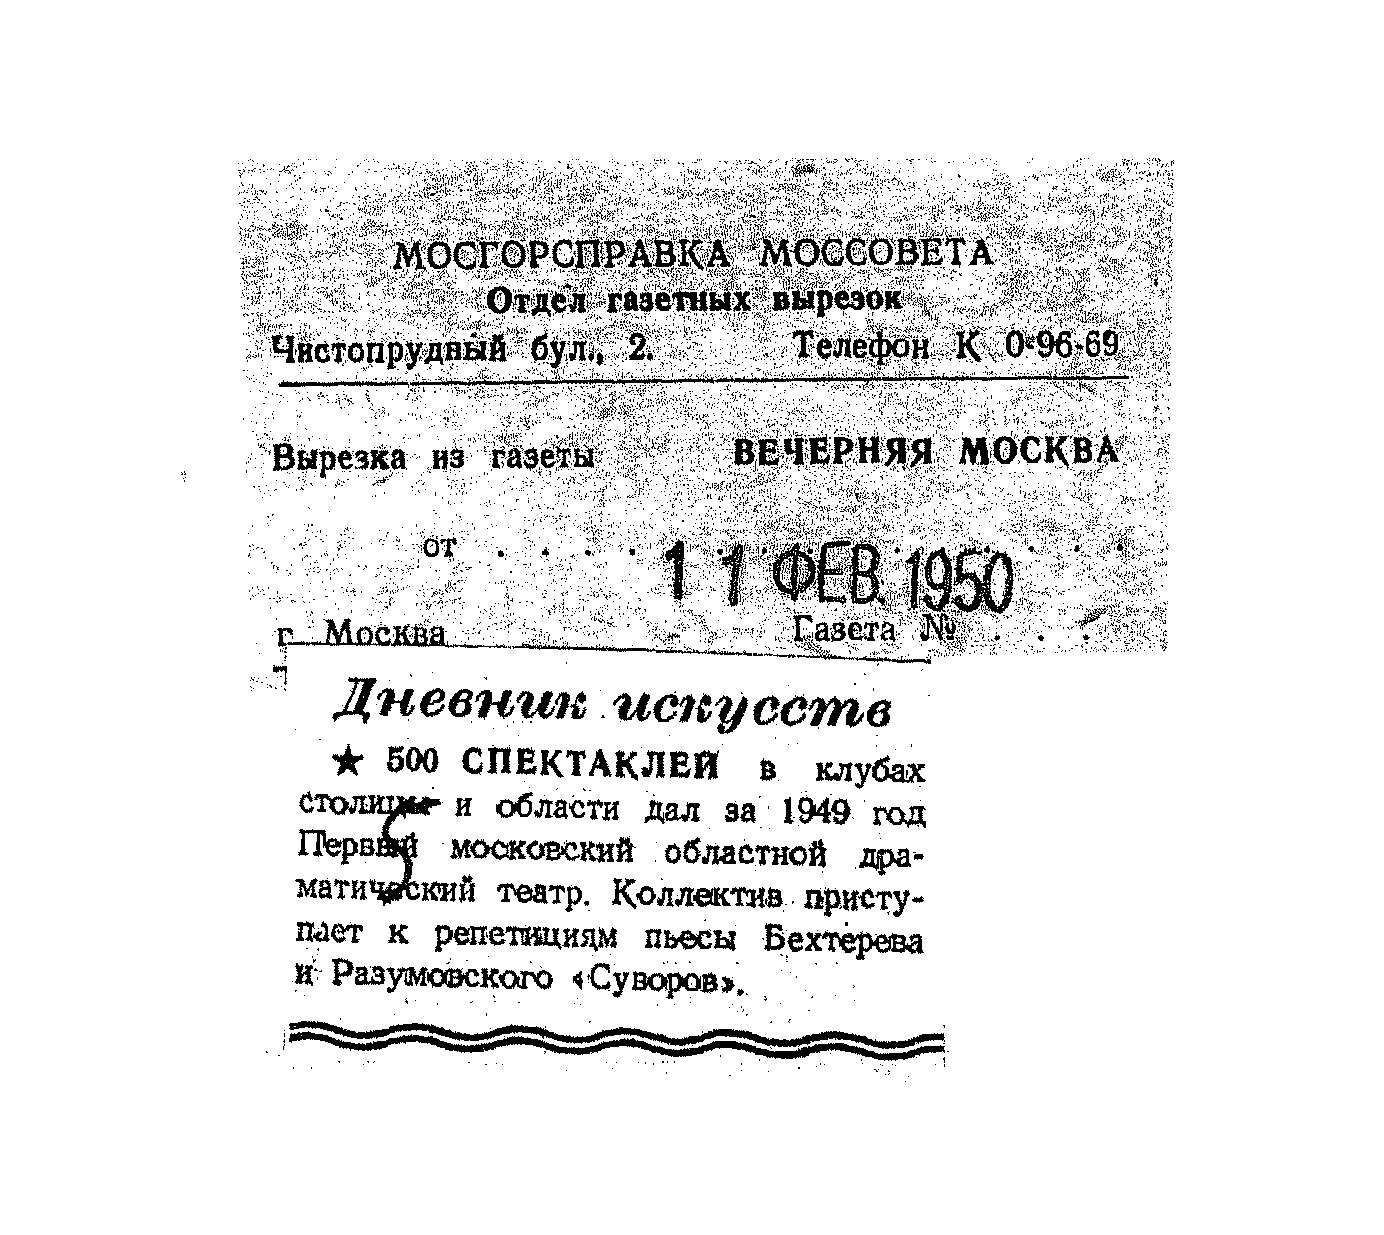 МОСГОРСПРАВКА МОССОВЕТА
Отдел газетных вырезок
Чистопрудный бул., 2. Телефон К 0-96-69
Вырезка из газеты ВЕЧЕРНЯЯ МОСКВА
от . . . . 11 ФЕВ. 1950 . . .
г. Москва Газета № . . .
Дневник искусств
★ 500 СПЕКТАКЛЕЙ в клубах
столицы и области дал за 1949 год
Первый московский областной дра-
матический театр. Коллектив присту-
пает к репетициям пьесы Бехтерева
и Разумовского «Суворов».